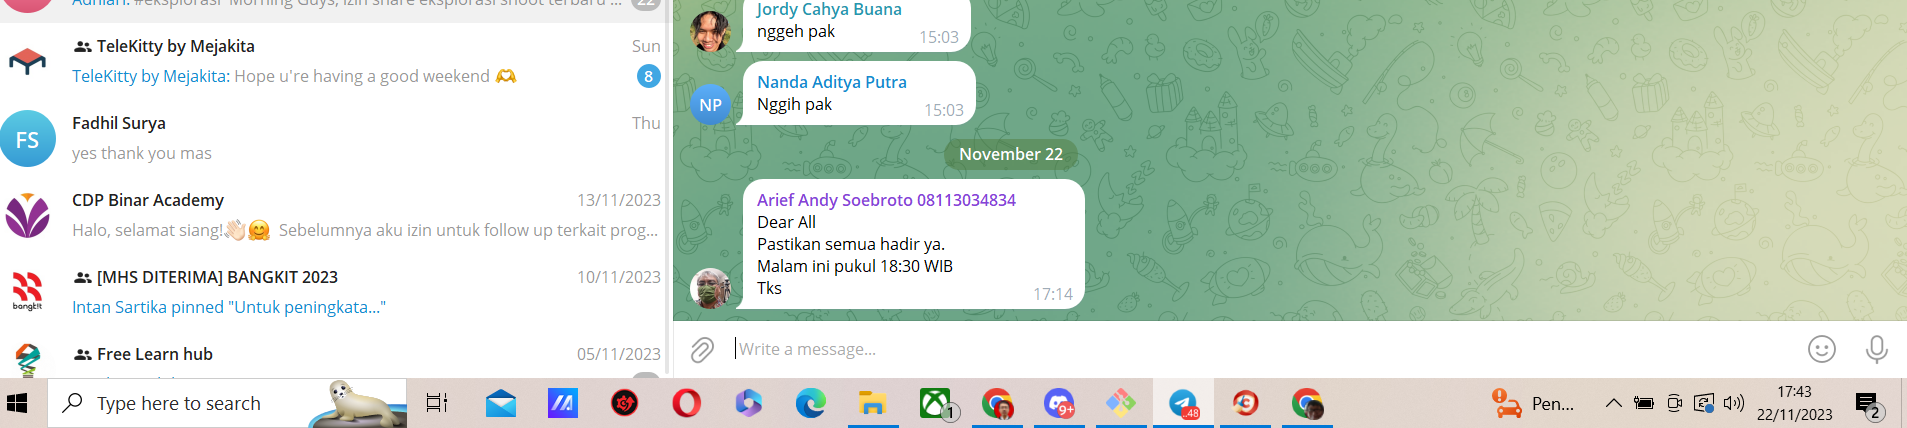 Adhiari: #eksplorasi Morning Guys, izin share eksplorasi shoot terbaru ... 22
TeleKitty by Mejakita Sun
TeleKitty by Mejakita: Hope u're having a good weekend 🫶 8
FS
Fadhil Surya Thu
yes thank you mas
CDP Binar Academy 13/11/2023
Halo, selamat siang!👋🏻🤗 Sebelumnya aku izin untuk follow up terkait prog...
[MHS DITERIMA] BANGKIT 2023 10/11/2023
bangkit
Intan Sartika pinned "Untuk peningkata..."
Free Learn hub 05/11/2023
Jordy Cahya Buana
nggeh pak 15:03
NP
Nanda Aditya Putra
Nggih pak 15:03
November 22
Arief Andy Soebroto 08113034834
Dear All
Pastikan semua hadir ya.
Malam ini pukul 18:30 WIB
Tks 17:14
Write a message...
Type here to search
1
9+
..48
Pen...
17:43
22/11/2023
2